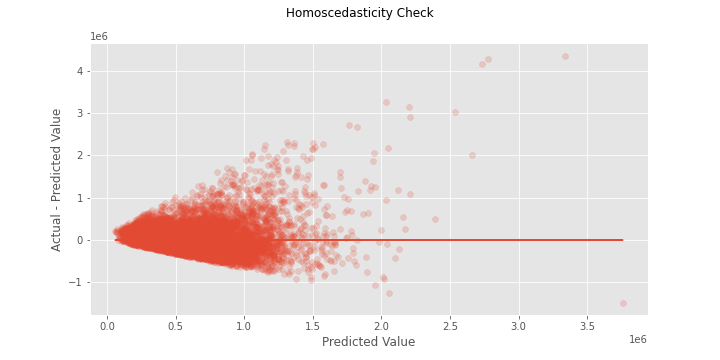 Homoscedasticity Check
1e6
4
3
2
1
0
−1
Actual - Predicted Value
0.0 0.5 1.0 1.5 2.0 2.5 3.0 3.5
1e6
Predicted Value